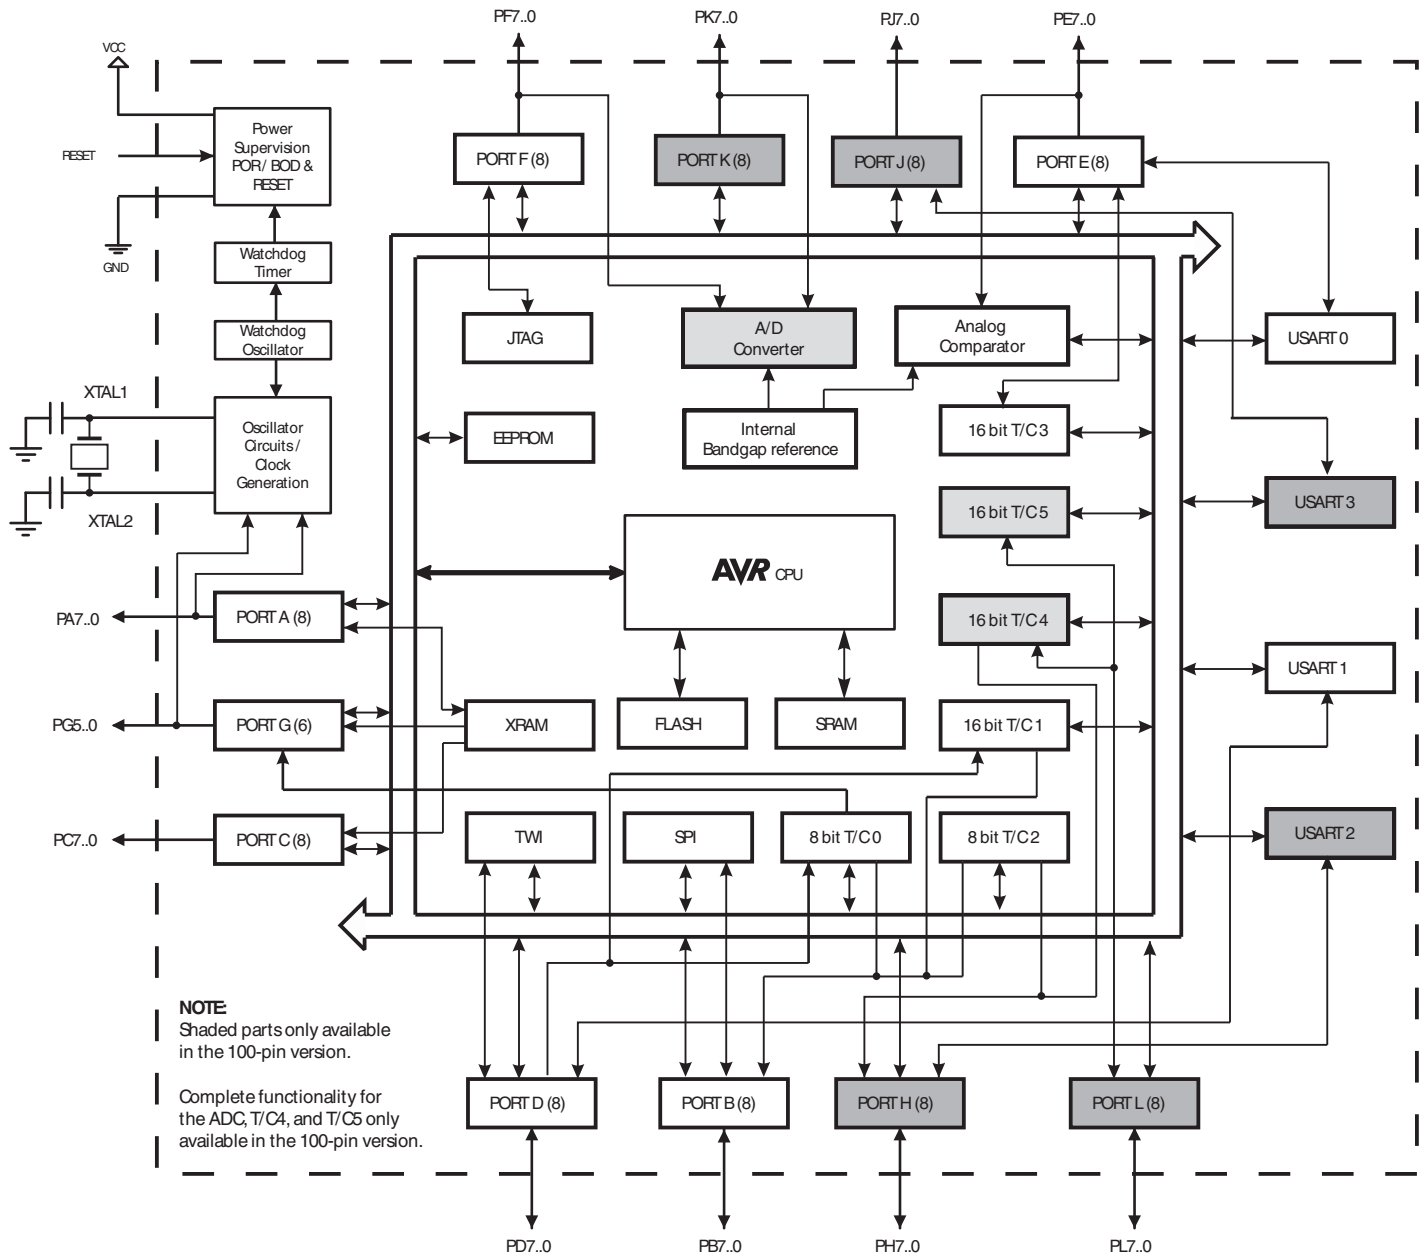 PF7..0
PK7..0
PJ7..0
PE7..0
VCC
RESET
GND
Power
Supervision
POR / BOD &
RESET
PORT F (8)
PORT K (8)
PORT J (8)
PORT E (8)
Watchdog
Timer
Watchdog
Oscillator
JTAG
A/D
Converter
Analog
Comparator
USART 0
XTAL1
XTAL2
Oscillator
Circuits /
Clock
Generation
EEPROM
Internal
Bandgap reference
16 bit T/C 3
USART 3
16 bit T/C 5
AVR CPU
PA7..0
PORT A (8)
16 bit T/C 4
USART 1
PG5..0
PORT G (6)
XRAM
FLASH
SRAM
16 bit T/C 1
PC7..0
PORT C (8)
TWI
SPI
8 bit T/C 0
8 bit T/C 2
USART 2
NOTE:
Shaded parts only available
in the 100-pin version.
Complete functionality for
the ADC, T/C4, and T/C5 only
available in the 100-pin version.
PORT D (8)
PORT B (8)
PORT H (8)
PORT L (8)
PD7..0
PB7..0
PH7..0
PL7..0